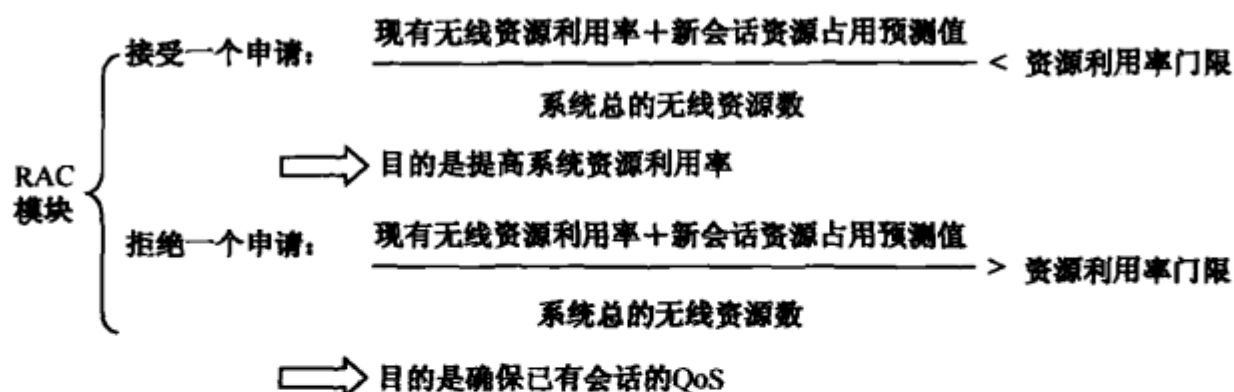 接受一个申请：
现有无线资源利用率＋新会话资源占用预测值
< 资源利用率门限
系统总的无线资源数
目的是提高系统资源利用率
RAC
模块
拒绝一个申请：
现有无线资源利用率＋新会话资源占用预测值
> 资源利用率门限
系统总的无线资源数
目的是确保已有会话的QoS